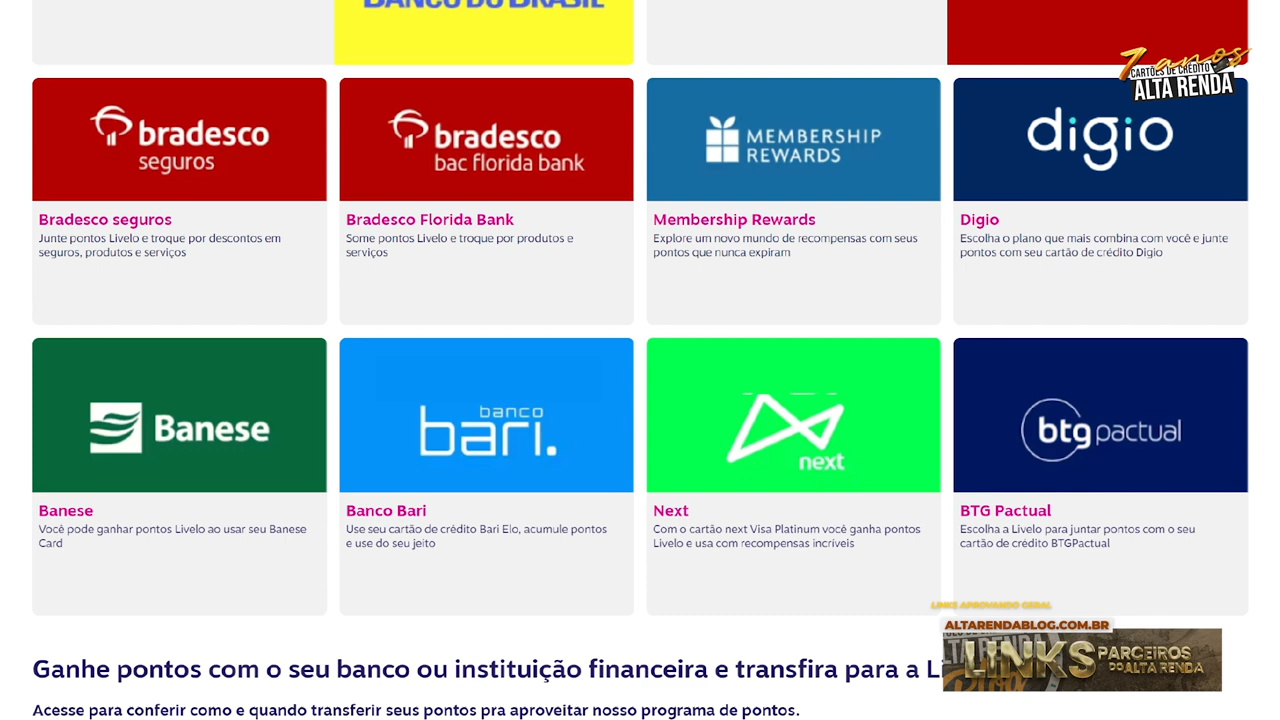 BANCO DO BRASIL
7 anos
CARTÕES DE CRÉDITO
ALTA RENDA
bradesco
seguros
bradesco
bac florida bank
MEMBERSHIP
REWARDS
digio
Bradesco seguros
Junte pontos Livelo e troque por descontos em
seguros, produtos e serviços
Bradesco Florida Bank
Some pontos Livelo e troque por produtos e
serviços
Membership Rewards
Explore um novo mundo de recompensas com seus
pontos que nunca expiram
Digio
Escolha o plano que mais combina com você e junte
pontos com seu cartão de crédito Digio
Banese
banco
bari.
next
btg pactual
Banese
Você pode ganhar pontos Livelo ao usar seu Banese
Card
Banco Bari
Use seu cartão de crédito Bari Elo, acumule pontos
e use do seu jeito
Next
Com o cartão next Visa Platinum você ganha pontos
Livelo e usa com recompensas incríveis
BTG Pactual
Escolha a Livelo para juntar pontos com o seu
cartão de crédito BTGPactual
LINKS APROVANDO GERAL
ALTARENDABLOG.COM.BR
LINKS PARCEIROS
DO ALTA RENDA
Ganhe pontos com o seu banco ou instituição financeira e transfira para a L
Acesse para conferir como e quando transferir seus pontos pra aproveitar nosso programa de pontos.